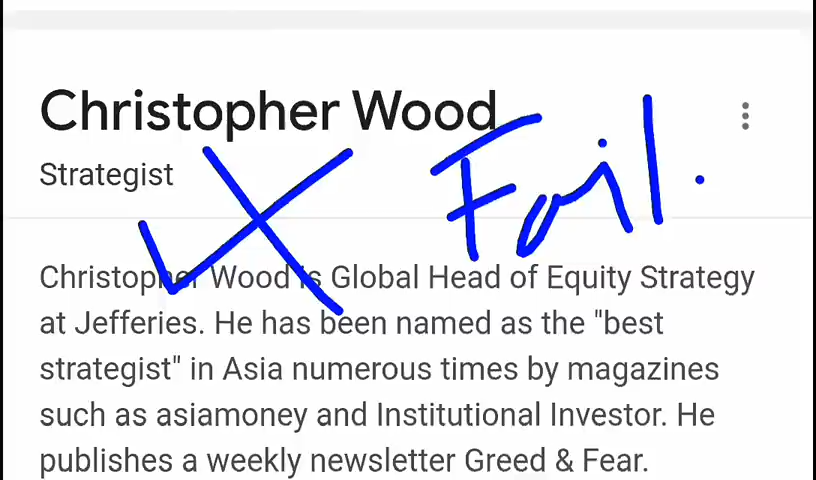 Christopher Wood
Strategist
Fail.
Christopher Wood is Global Head of Equity Strategy
at Jefferies. He has been named as the "best
strategist" in Asia numerous times by magazines
such as asiamoney and Institutional Investor. He
publishes a weekly newsletter Greed & Fear.